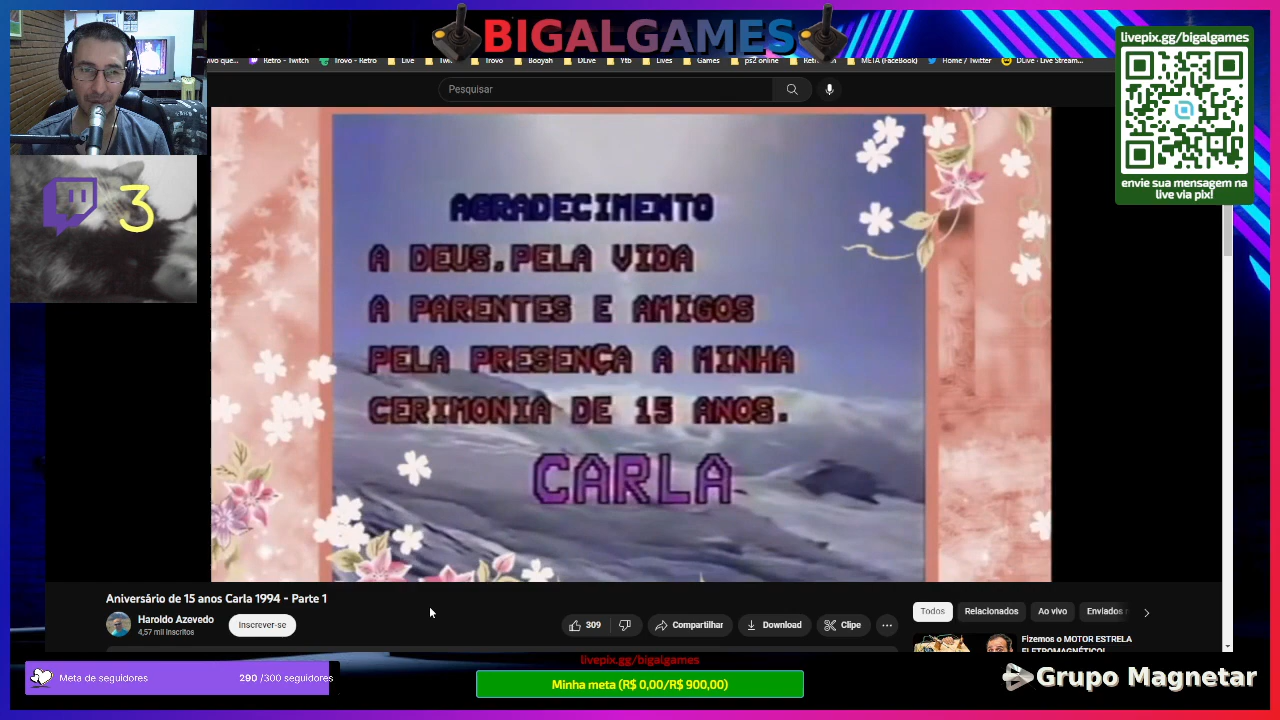 BIGALGAMES
livepix.gg/bigalgames
envie sua mensagem na
live via pix!
vo que... Retro - Twitch Trovo - Retro Live Trovo Booyah DLive Ytb Lives Games ps2 online META (FaceBook) Home / Twitter DLive · Live Stream...
Pesquisar
3
AGRADECIMENTO
A DEUS,PELA VIDA
A PARENTES E AMIGOS
PELA PRESENÇA A MINHA
CERIMONIA DE 15 ANOS.
CARLA
Aniversário de 15 anos Carla 1994 - Parte 1
Haroldo Azevedo
4,57 mil inscritos
Inscrever-se
309
Compartilhar
Download
Clipe
Todos
Relacionados
Ao vivo
Enviados
Fizemos o MOTOR ESTRELA
ELETROMAGNÉTICO!
livepix.gg/bigalgames
Meta de seguidores
290 /300 seguidores
Minha meta (R$ 0,00/R$ 900,00)
Grupo Magnetar